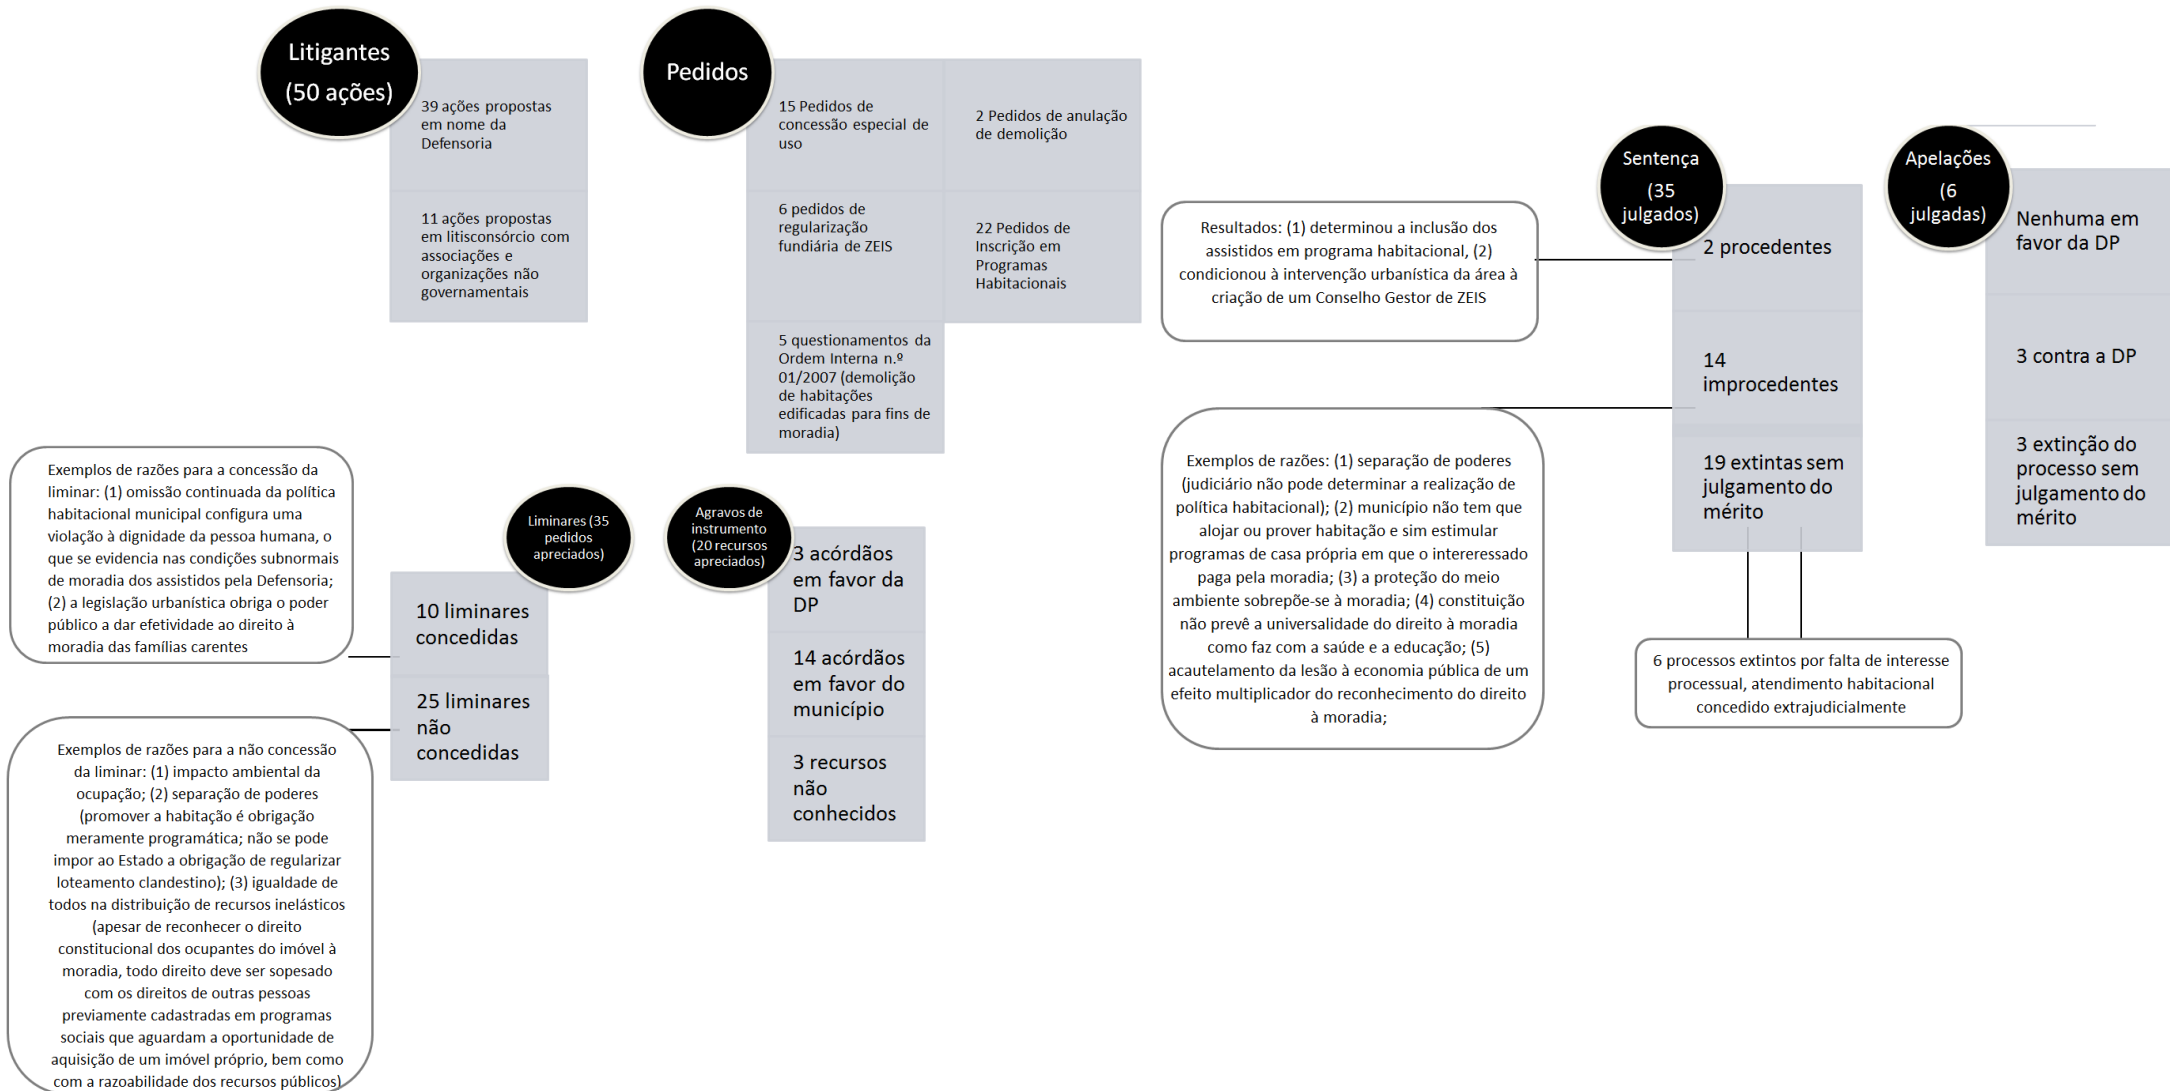 Litigantes
(50 ações)
39 ações propostas
em nome da
Defensoria
11 ações propostas
em litisconsórcio com
associações e
organizações não
governamentais
Pedidos
15 Pedidos de
concessão especial de
uso
2 Pedidos de anulação
de demolição
6 pedidos de
regularização
fundiária de ZEIS
22 Pedidos de
Inscrição em
Programas
Habitacionais
5 questionamentos da
Ordem Interna n.º
01/2007 (demolição
de habitações
edificadas para fins de
moradia)
Exemplos de razões para a concessão da
liminar: (1) omissão continuada da política
habitacional municipal configura uma
violação à dignidade da pessoa humana, o
que se evidencia nas condições subnormais
de moradia dos assistidos pela Defensoria;
(2) a legislação urbanística obriga o poder
público a dar efetividade ao direito à
moradia das famílias carentes
Liminares (35
pedidos
apreciados)
10 liminares
concedidas
25 liminares
não
concedidas
Exemplos de razões para a não concessão
da liminar: (1) impacto ambiental da
ocupação; (2) separação de poderes
(promover a habitação é obrigação
meramente programática; não se pode
impor ao Estado a obrigação de regularizar
loteamento clandestino); (3) igualdade de
todos na distribuição de recursos inelásticos
(apesar de reconhecer o direito
constitucional dos ocupantes do imóvel à
moradia, todo direito deve ser sopesado
com os direitos de outras pessoas
previamente cadastradas em programas
sociais que aguardam a oportunidade de
aquisição de um imóvel próprio, bem como
com a razoabilidade dos recursos públicos)
Agravos de
instrumento
(20 recursos
apreciados)
3 acórdãos
em favor da
DP
14 acórdãos
em favor do
município
3 recursos
não
conhecidos
Sentença
(35
julgados)
2 procedentes
14
improcedentes
19 extintas sem
julgamento do
mérito
Resultados: (1) determinou a inclusão dos
assistidos em programa habitacional, (2)
condicionou à intervenção urbanística da área à
criação de um Conselho Gestor de ZEIS
Exemplos de razões: (1) separação de poderes
(judiciário não pode determinar a realização de
política habitacional); (2) município não tem que
alojar ou prover habitação e sim estimular
programas de casa própria em que o intereressado
paga pela moradia; (3) a proteção do meio
ambiente sobrepõe-se à moradia; (4) constituição
não prevê a universalidade do direito à moradia
como faz com a saúde e a educação; (5)
acautelamento da lesão à economia pública de um
efeito multiplicador do reconhecimento do direito
à moradia;
6 processos extintos por falta de interesse
processual, atendimento habitacional
concedido extrajudicialmente
Apelações
(6
julgadas)
Nenhuma em
favor da DP
3 contra a DP
3 extinção do
processo sem
julgamento do
mérito